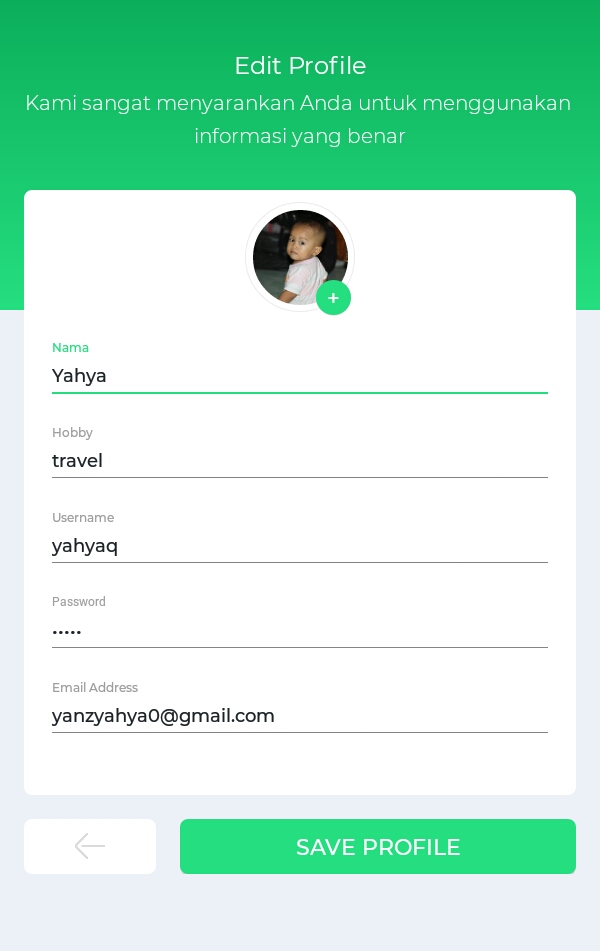 Edit Profile
Kami sangat menyarankan Anda untuk menggunakan
informasi yang benar
+
Nama
Yahya
Hobby
travel
Username
yahyaq
Password
•••••
Email Address
yanzyahya0@gmail.com
SAVE PROFILE